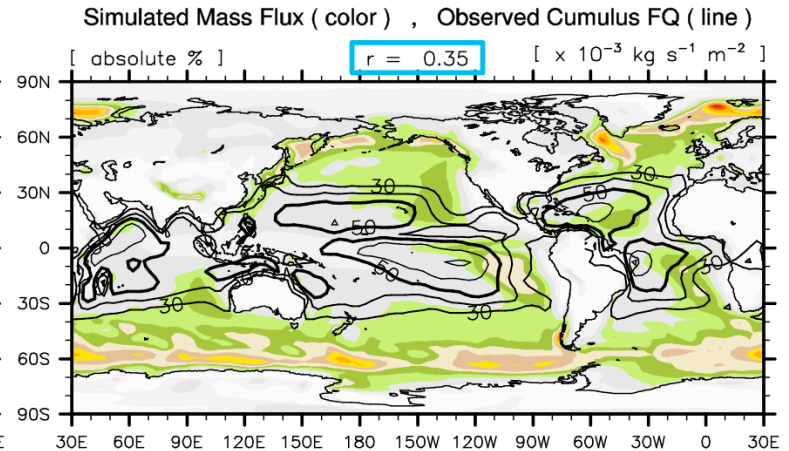 Simulated Mass Flux ( color ) , Observed Cumulus FQ ( line )
[ absolute % ] r = 0.35 [ x 10⁻³ kg s⁻¹ m⁻² ]
90N
60N
30N
0
30S
60S
90S
30
30
50
50
50
30
30
30
30E 60E 90E 120E 150E 180 150W 120W 90W 60W 30W 0 30E